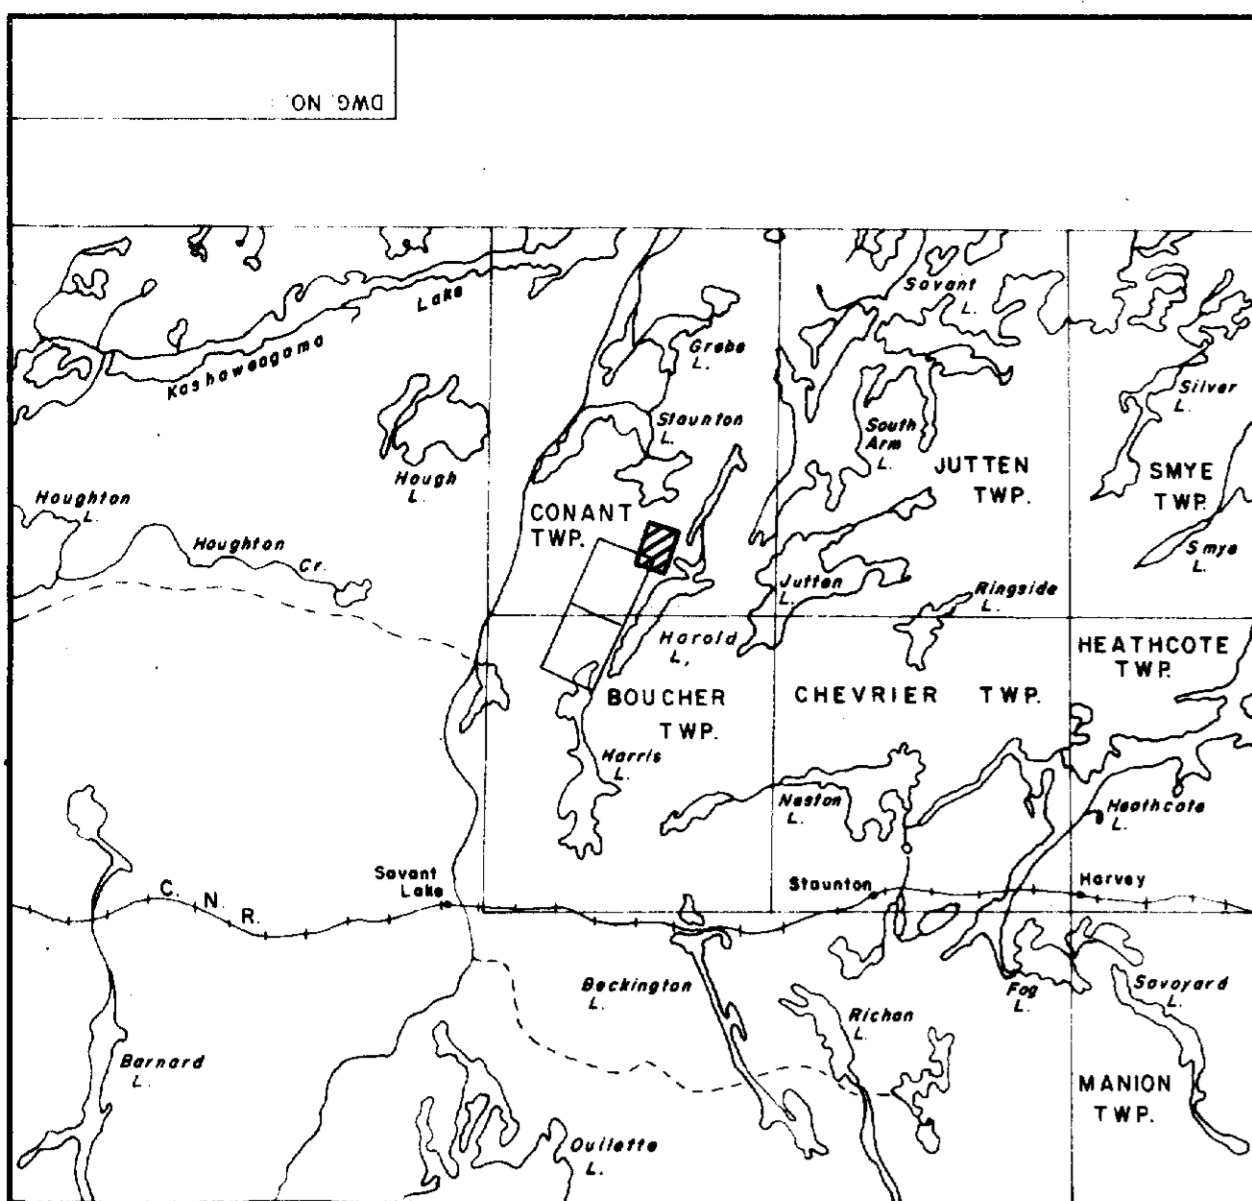 DWG. NO.
Savant
L.
Lake
Kashaweagama
Grebe
L.
Silver
L.
Staunton
L.
South
Arm
L.
JUTTEN
TWP.
SMYE
TWP.
Hough
L.
Houghton
L.
CONANT
TWP.
Houghton
Cr.
Smye
L.
Jutten
L.
Ringside
L.
Harold
L.
HEATHCOTE
TWP.
BOUCHER
TWP.
CHEVRIER TWP.
Harris
L.
Neston
L.
Heathcote
L.
Savant
Lake
Staunton
Harvey
C. N. R.
Beckington
L.
Fog
L.
Savoyard
L.
Richan
L.
Barnard
L.
MANION
TWP.
Ouilette
L.